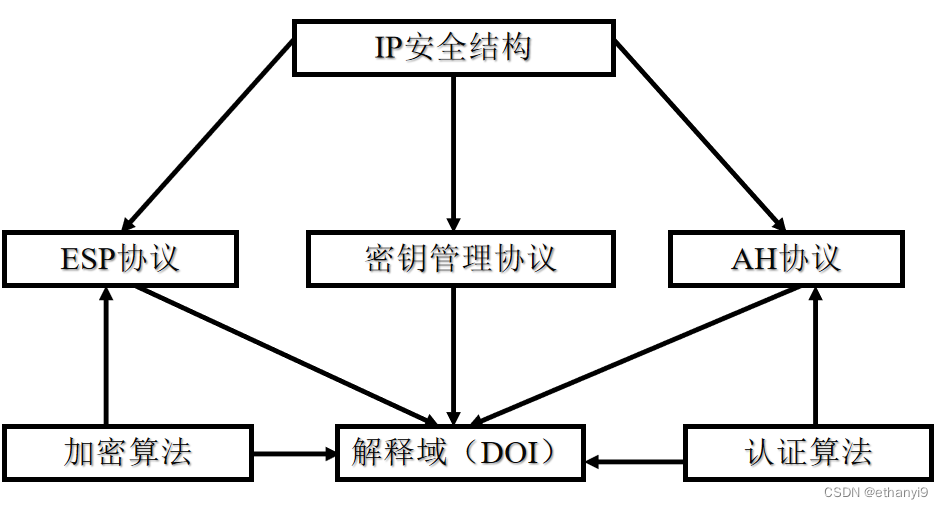 IP安全结构
ESP协议
密钥管理协议
AH协议
加密算法
解释域（DOI）
认证算法
CSDN @ethanyi9